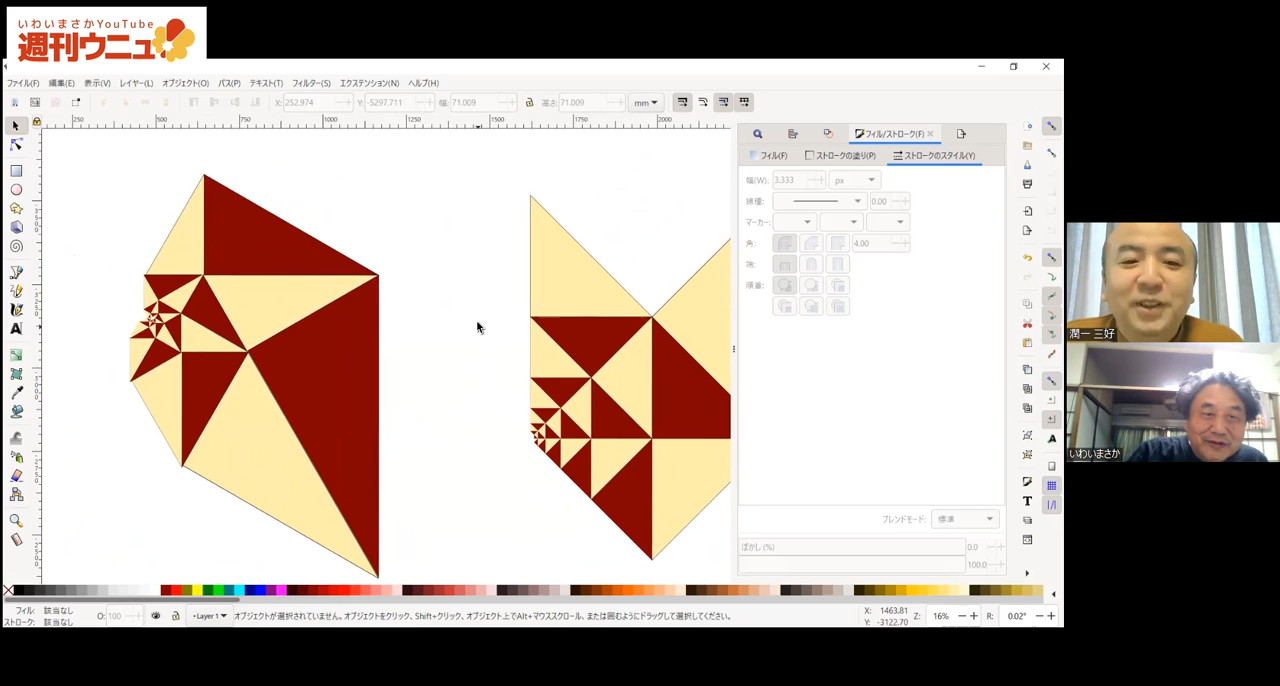 いわいまさかYouTube
週刊ウニュ
ファイル(F) 編集(E) 表示(V) レイヤー(L) オブジェクト(O) パス(P) テキスト(T) フィルター(S) エクステンション(N) ヘルプ(H)
X: 252.974 Y: -5297.711 幅: 71.009 高さ: 71.009 mm
250 500 750 1000 1250 1500 1750 2000
フィル/ストローク(F)
フィル(F) ストロークの塗り(P) ストロークのスタイル(Y)
幅(W): 3.333 px
線種: 0.00
マーカー:
角: 4.00
端:
順番:
潤一 三好
いわいまさか
ブレンドモード: 標準
ぼかし (%) 0.0
100.0
フィル: 該当なし
ストローク: 該当なし
O: 100
Layer 1
オブジェクトが選択されていません。オブジェクトをクリック、Shift+クリック、オブジェクト上でAlt+マウススクロール、または囲むようにドラッグして選択してください。
X: 1463.81
Y: -3122.70
Z: 16%
R: 0.02°